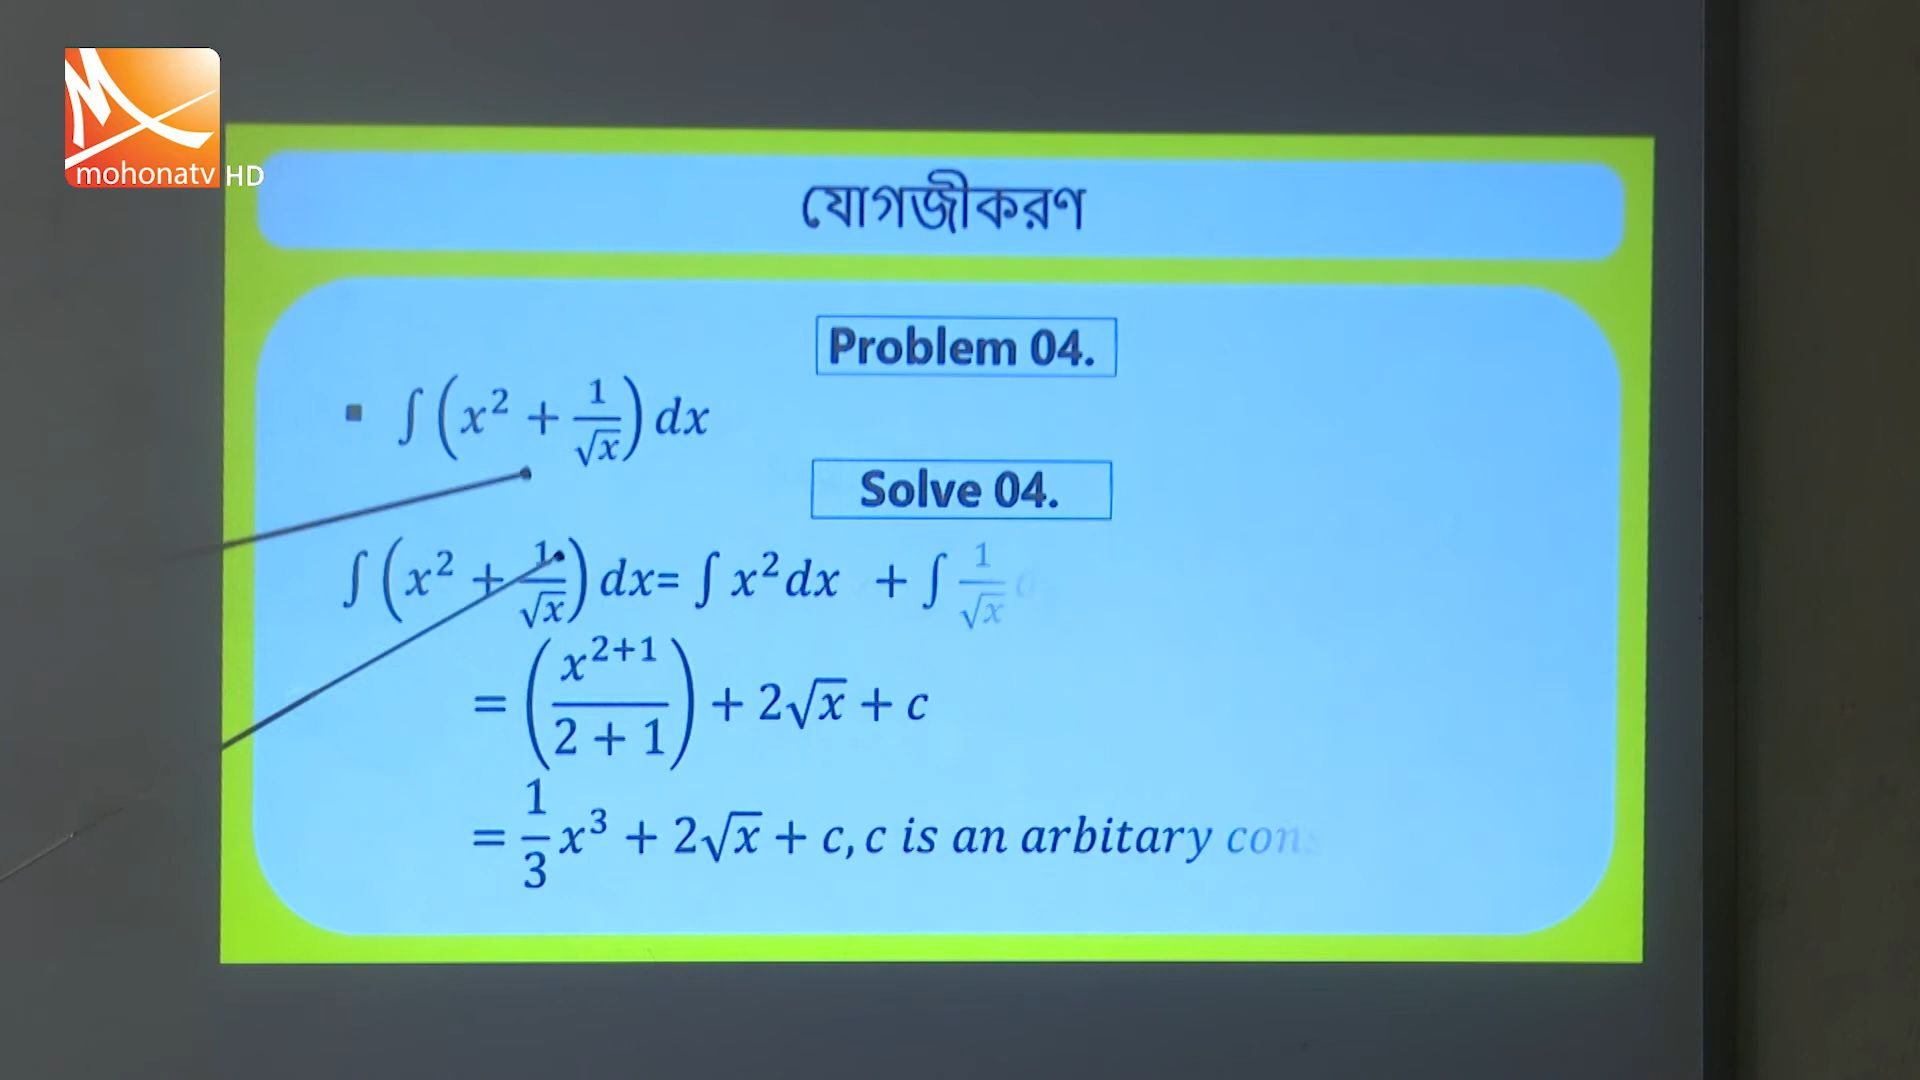 mohonatv HD
যোগজীকরণ
Problem 04.
▪ ∫(x² + 1/√x) dx
Solve 04.
∫(x² + 1/√x) dx= ∫ x²dx + ∫ 1/√x
= (x²⁺¹/2 + 1) + 2√x + c
= 1/3 x³ + 2√x + c, c is an arbitary